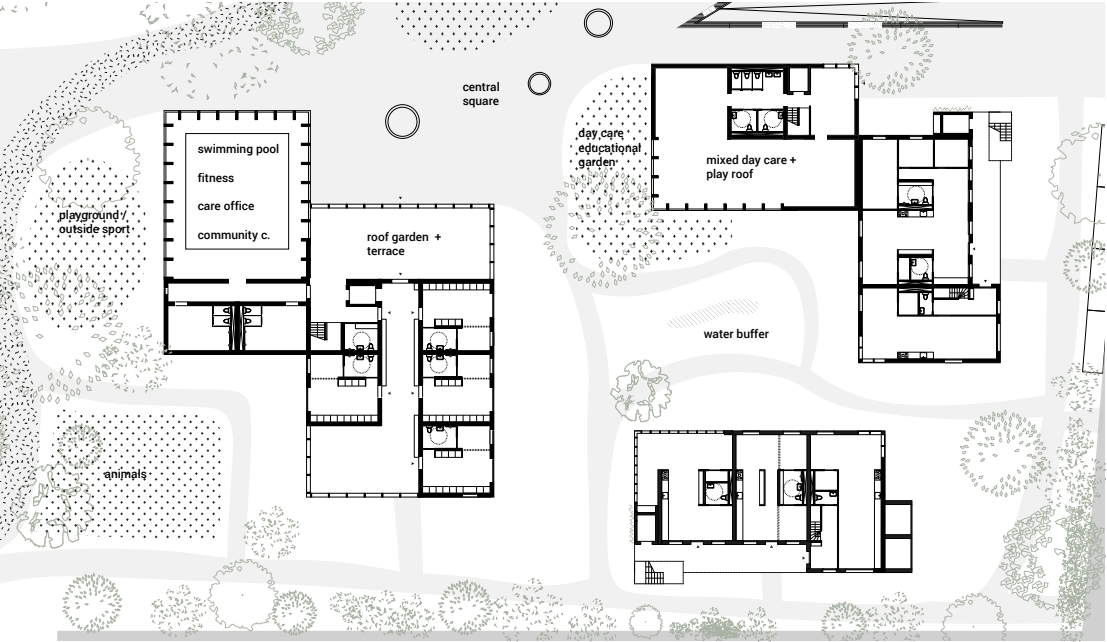 central
square
day care
educational
garden
mixed day care +
play roof
swimming pool
fitness
care office
community c.
playground /
outside sport
roof garden +
terrace
water buffer
animals